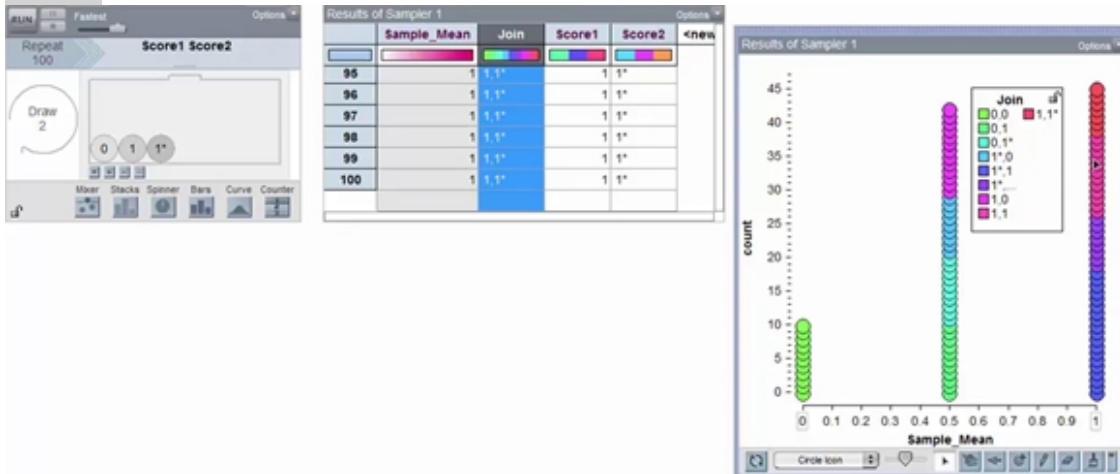 RUN Fastest Options
Repeat
100
Score1 Score2
Draw
2
0 1 1*
Mixer Stacks Spinner Bars Curve Counter
Results of Sampler 1 Options
Sample_Mean Join Score1 Score2 <new
95 1 1,1* 1 1*
96 1 1,1* 1 1*
97 1 1,1* 1 1*
98 1 1,1* 1 1*
99 1 1,1* 1 1*
100 1 1,1* 1 1*
Results of Sampler 1 Options
Join
0,0 1,1*
0,1
0,1*
1*,0
1*,1
1*,...
1,0
1,1
45
40
35
30
25
20
15
10
5
0
count
0 0.1 0.2 0.3 0.4 0.5 0.6 0.7 0.8 0.9 1
Sample_Mean
Circle Icon